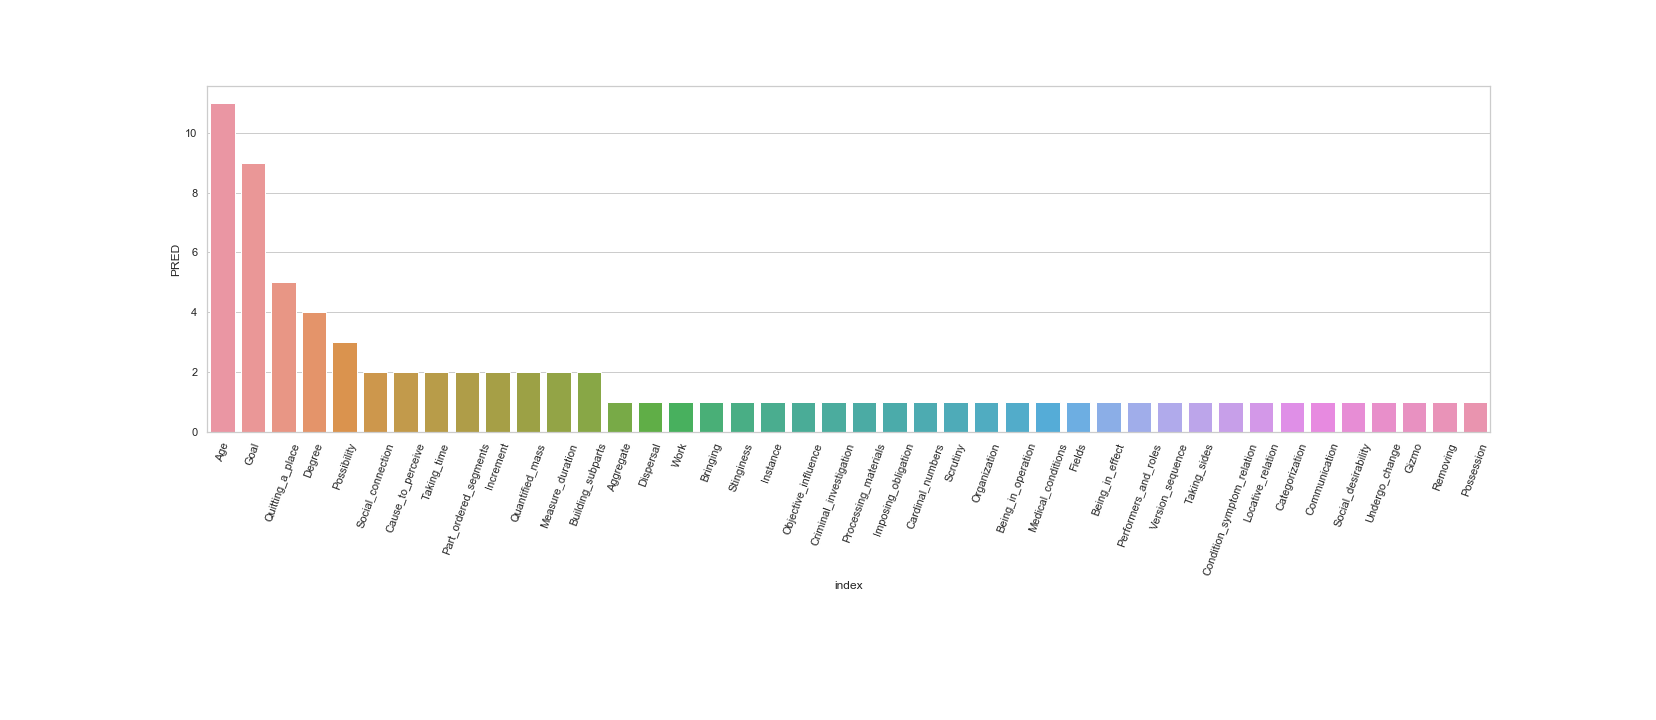 10
8
6
4
2
0
PRED
Age
Goal
Quitting_a_place
Degree
Possibility
Social_connection
Cause_to_perceive
Taking_time
Part_ordered_segments
Increment
Quantified_mass
Measure_duration
Building_subparts
Aggregate
Dispersal
Work
Bringing
Stinginess
Instance
Objective_influence
Criminal_investigation
Processing_materials
Imposing_obligation
Cardinal_numbers
Scrutiny
Organization
Being_in_operation
Medical_conditions
Fields
Being_in_effect
Performers_and_roles
Version_sequence
Taking_sides
Condition_symptom_relation
Locative_relation
Categorization
Communication
Social_desirability
Undergo_change
Gizmo
Removing
Possession
index